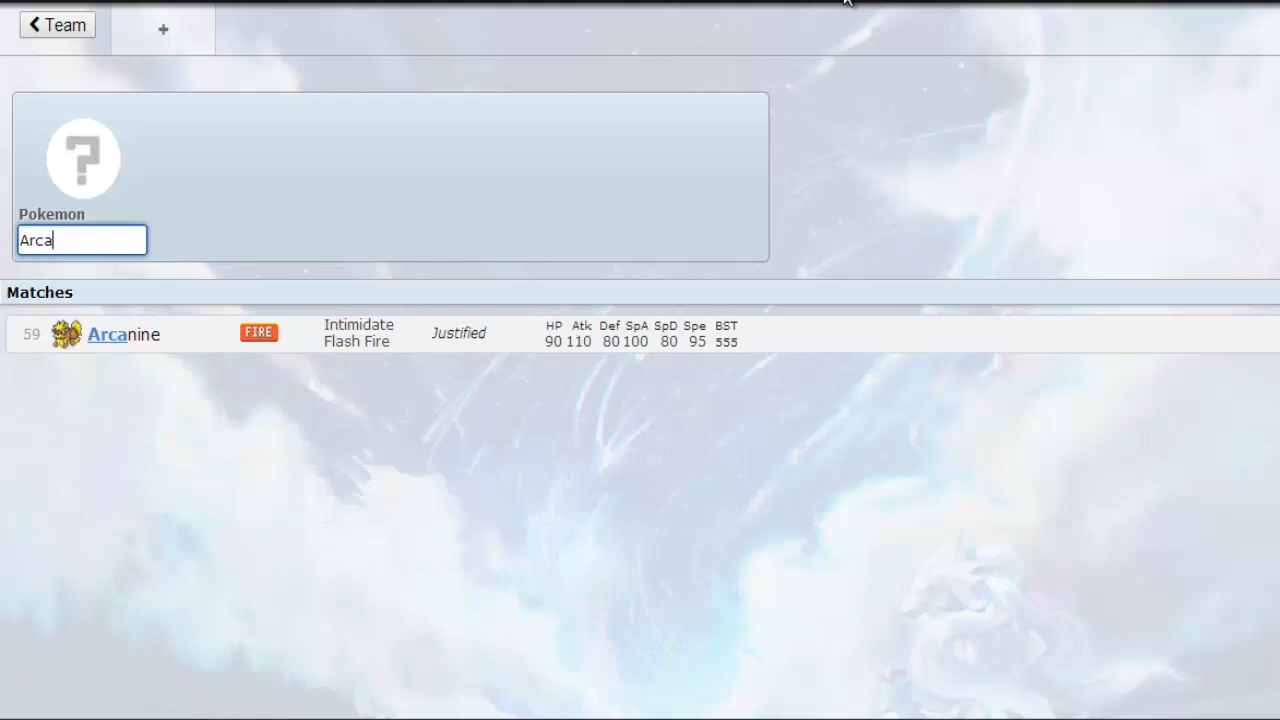 Team
+
?
Pokemon
Arca
Matches
59 Arcanine FIRE Intimidate Flash Fire Justified HP Atk Def SpA SpD Spe BST
90 110 80 100 80 95 555